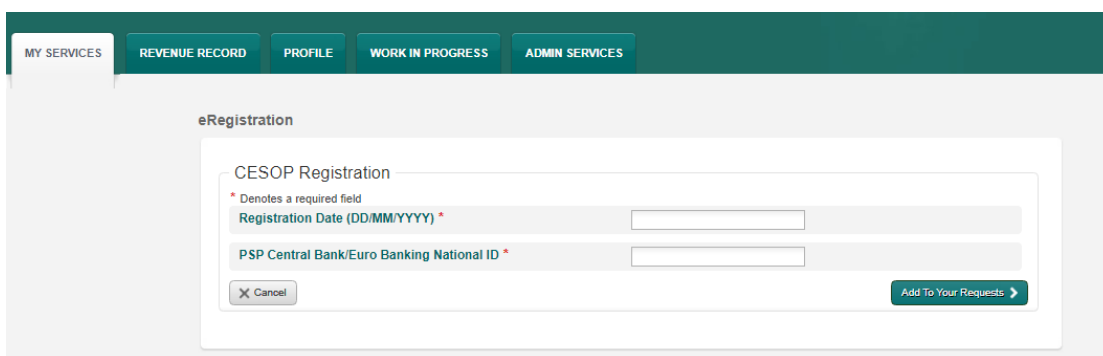 MY SERVICES
REVENUE RECORD
PROFILE
WORK IN PROGRESS
ADMIN SERVICES
eRegistration
CESOP Registration
* Denotes a required field
Registration Date (DD/MM/YYYY) *
PSP Central Bank/Euro Banking National ID *
Cancel
Add To Your Requests